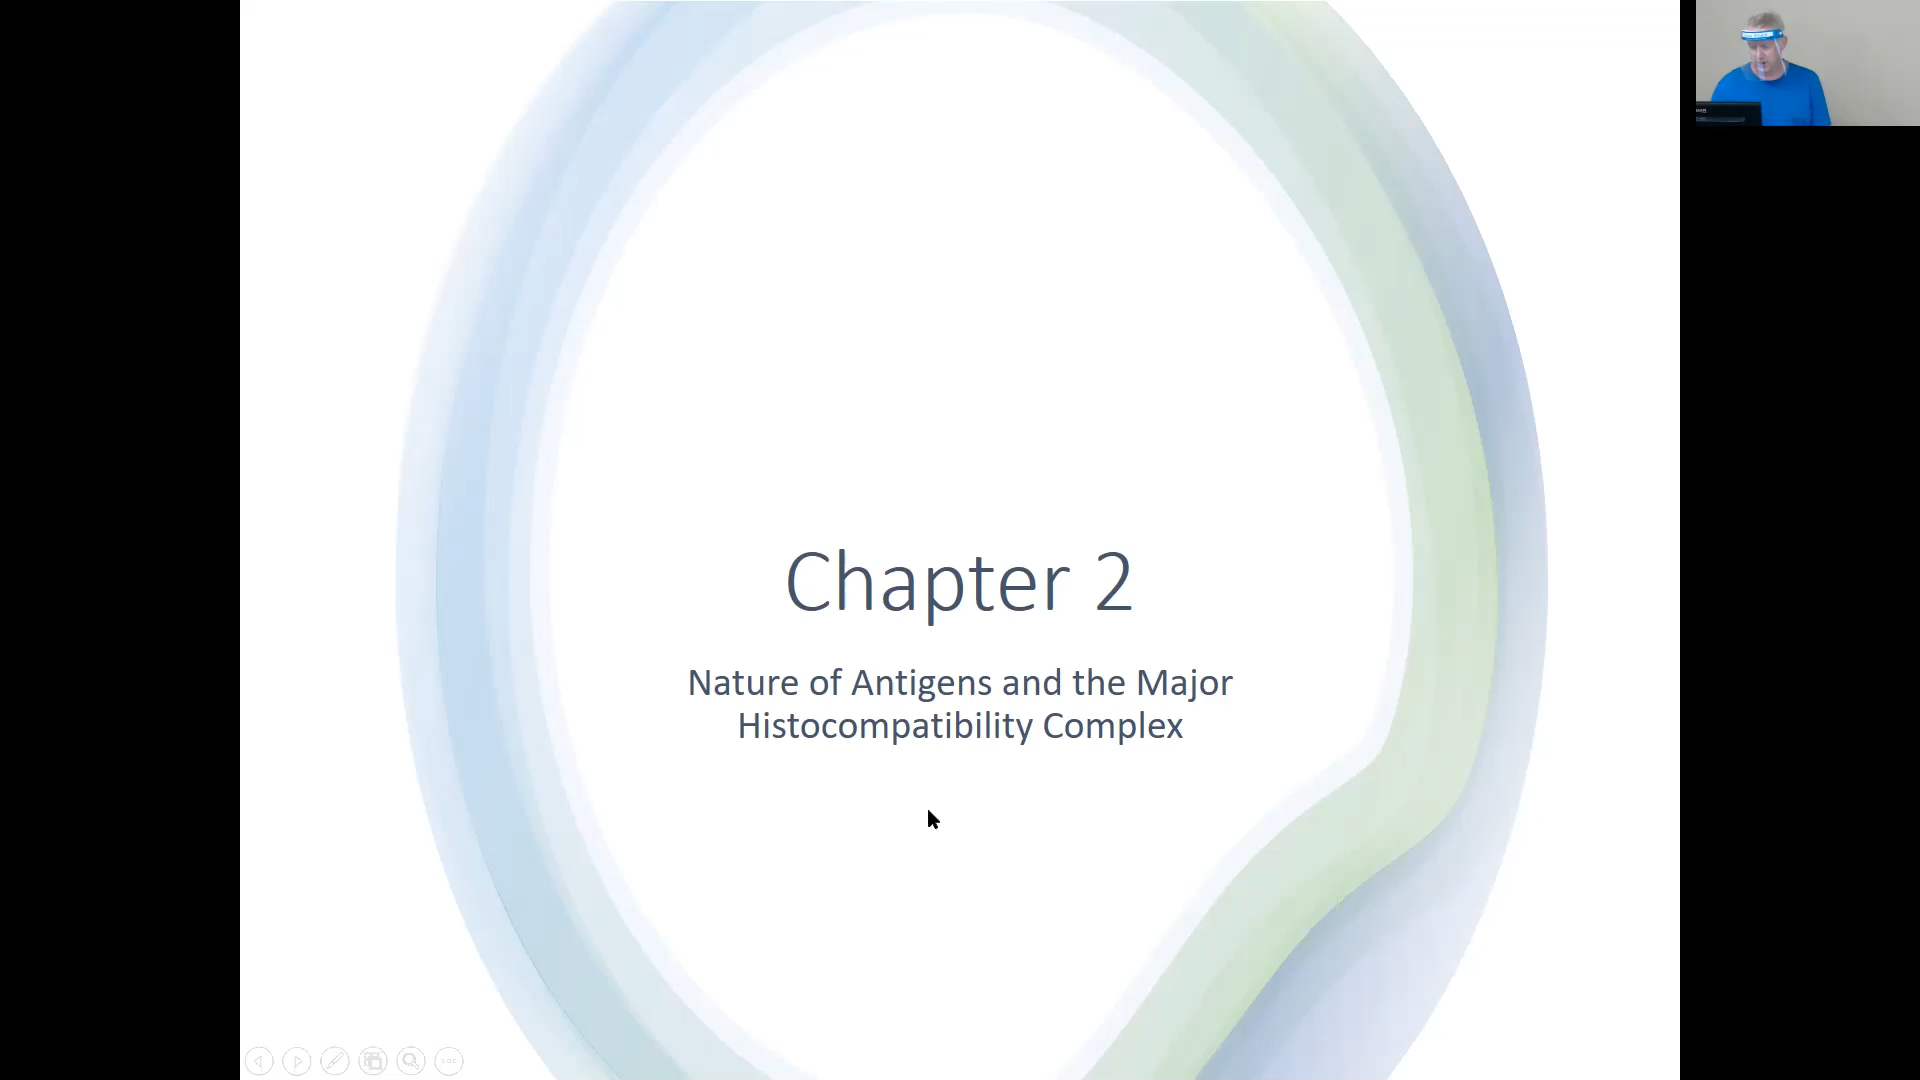 Chapter 2
Nature of Antigens and the Major
Histocompatibility Complex